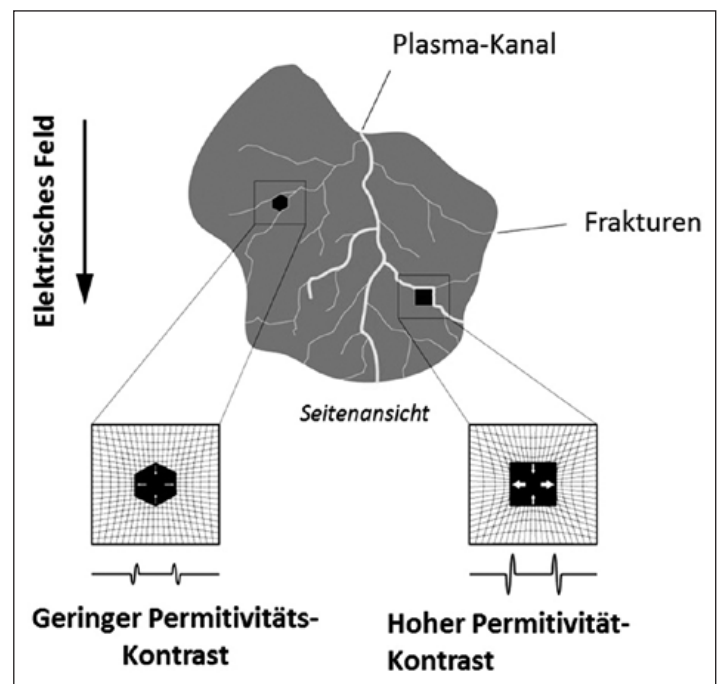 Plasma-Kanal
Elektrisches Feld
Frakturen
Seitenansicht
Geringer Permitivitäts-
Kontrast
Hoher Permitivität-
Kontrast